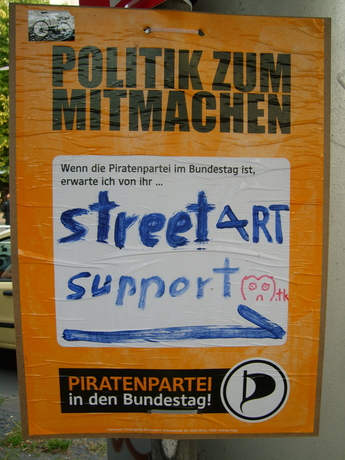 POLITIK ZUM
MITMACHEN
Wenn die Piratenpartei im Bundestag ist,
erwarte ich von ihr ...
streetART
support
.tk
PIRATENPARTEI
in den Bundestag!